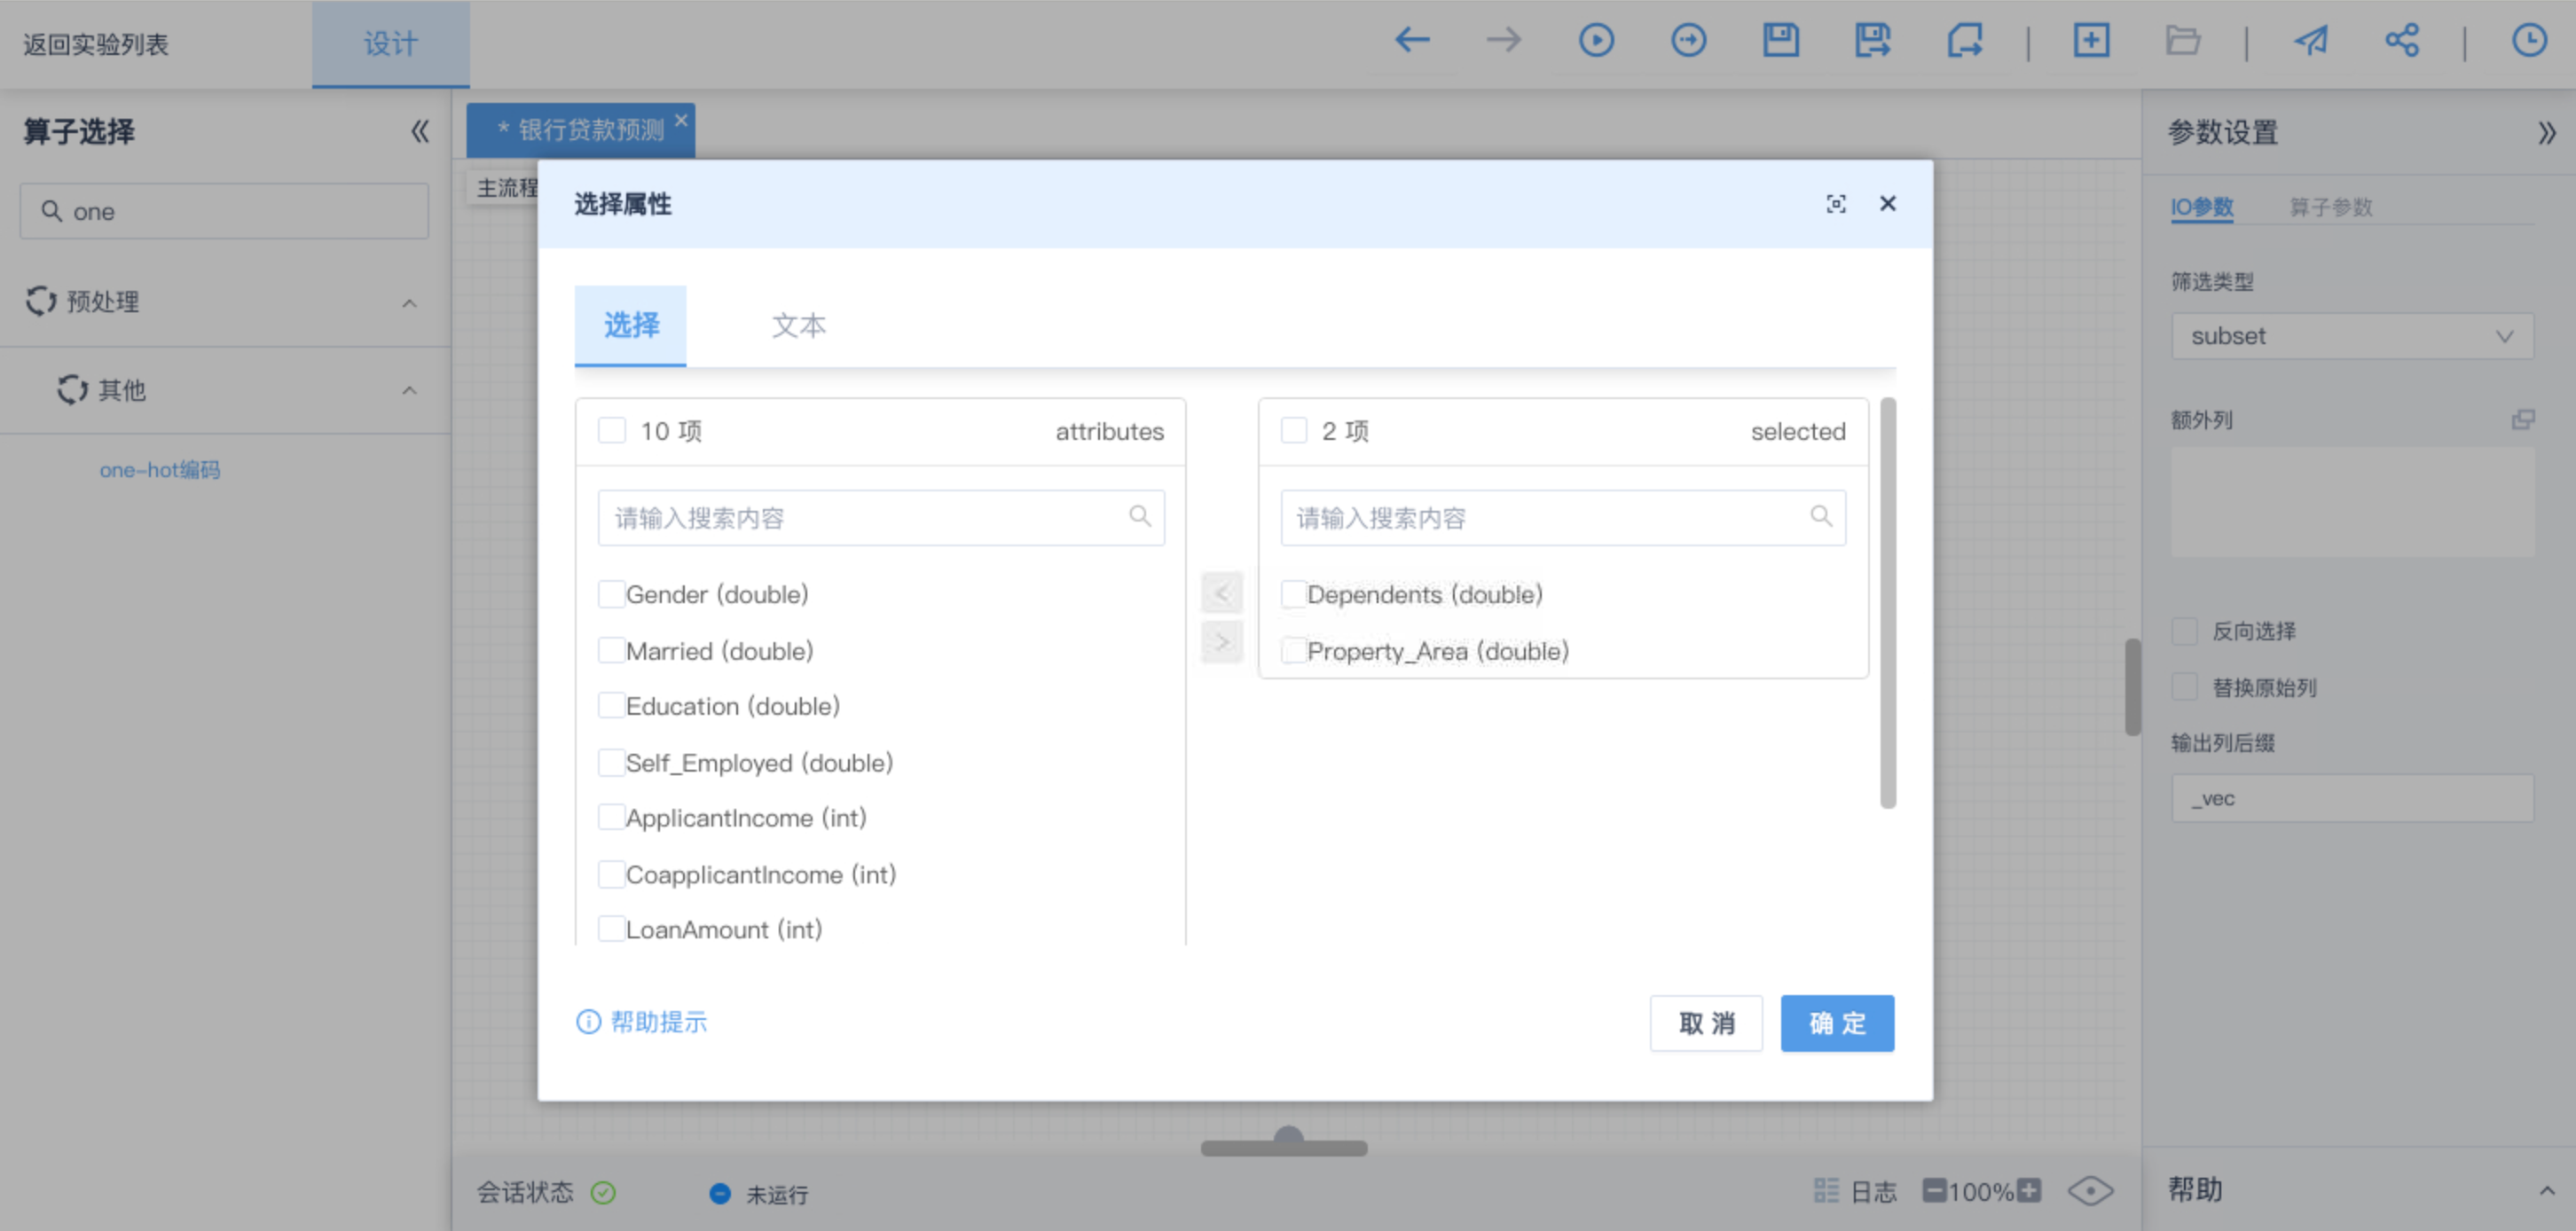 返回实验列表
设计
算子选择
one
预处理
其他
one-hot编码
* 银行贷款预测
主流程
选择属性
选择
文本
10 项
attributes
请输入搜索内容
Gender (double)
Married (double)
Education (double)
Self_Employed (double)
ApplicantIncome (int)
CoapplicantIncome (int)
LoanAmount (int)
2 项
selected
请输入搜索内容
Dependents (double)
Property_Area (double)
帮助提示
取 消
确 定
参数设置
IO参数
算子参数
筛选类型
subset
额外列
反向选择
替换原始列
输出列后缀
_vec
会话状态
未运行
日志
100%
帮助